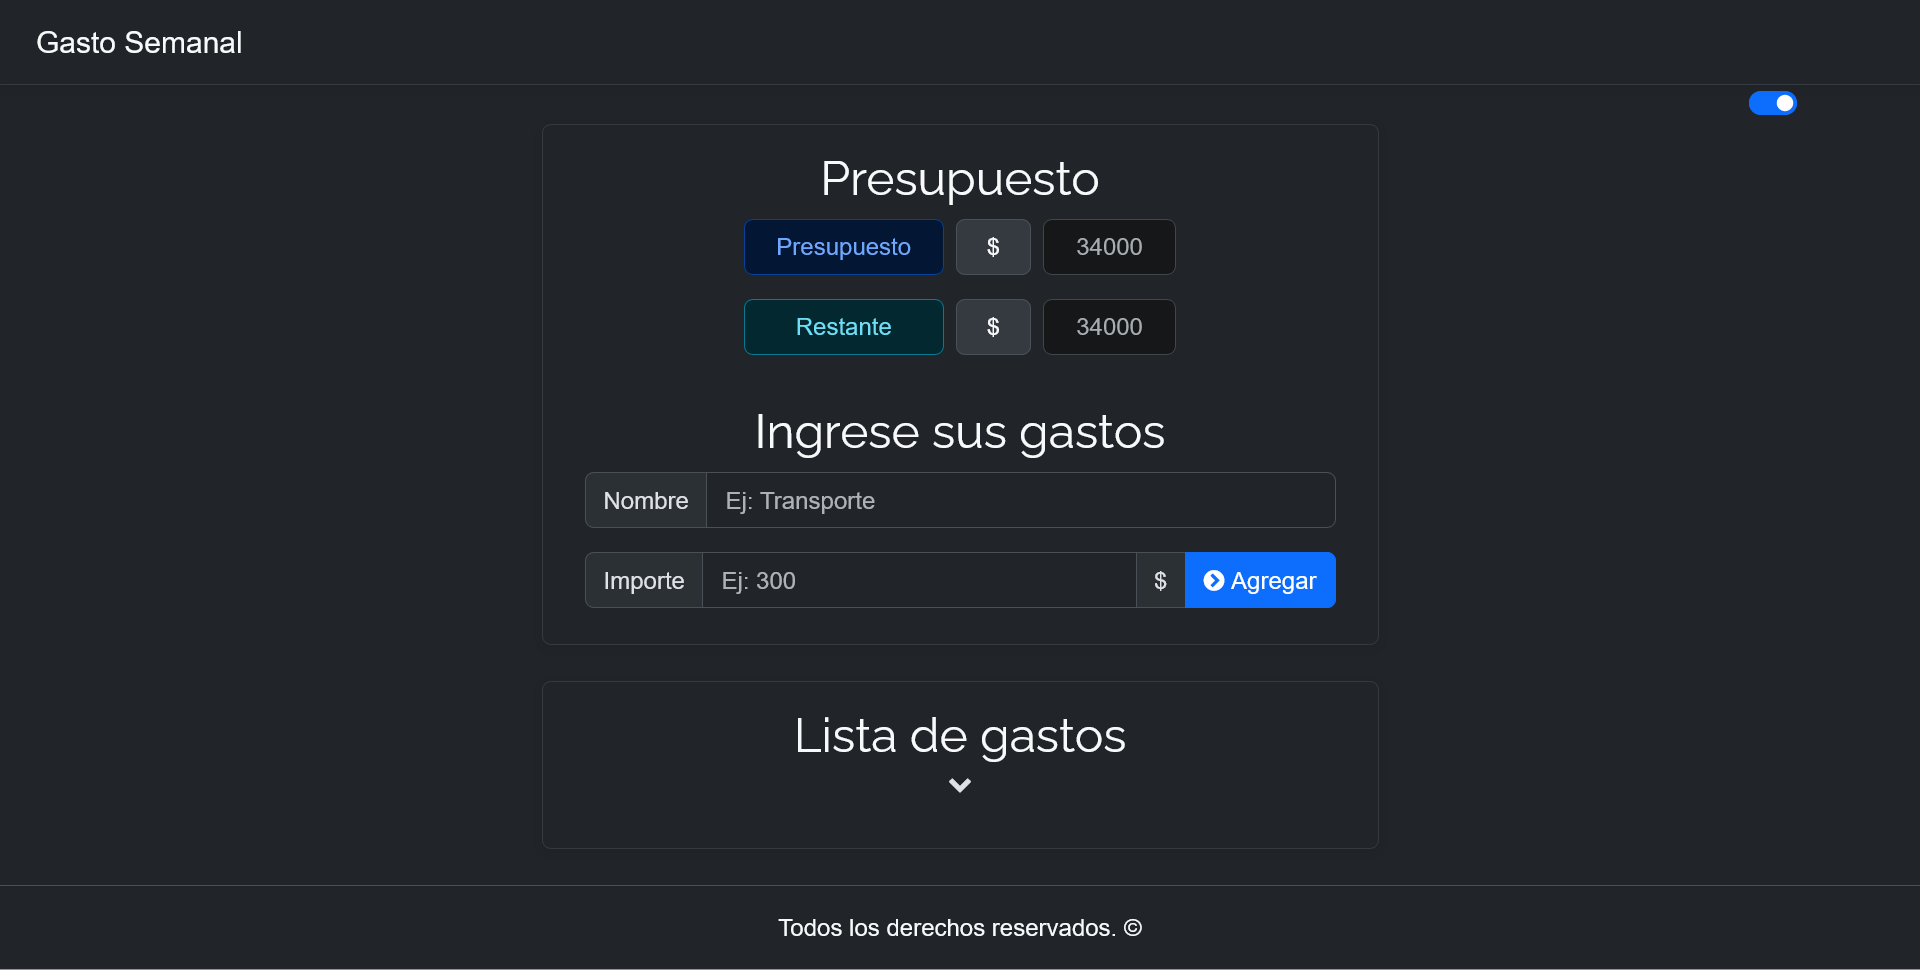 Gasto Semanal
Presupuesto
Presupuesto $ 34000
Restante $ 34000
Ingrese sus gastos
Nombre Ej: Transporte
Importe Ej: 300 $ Agregar
Lista de gastos
Todos los derechos reservados. ©